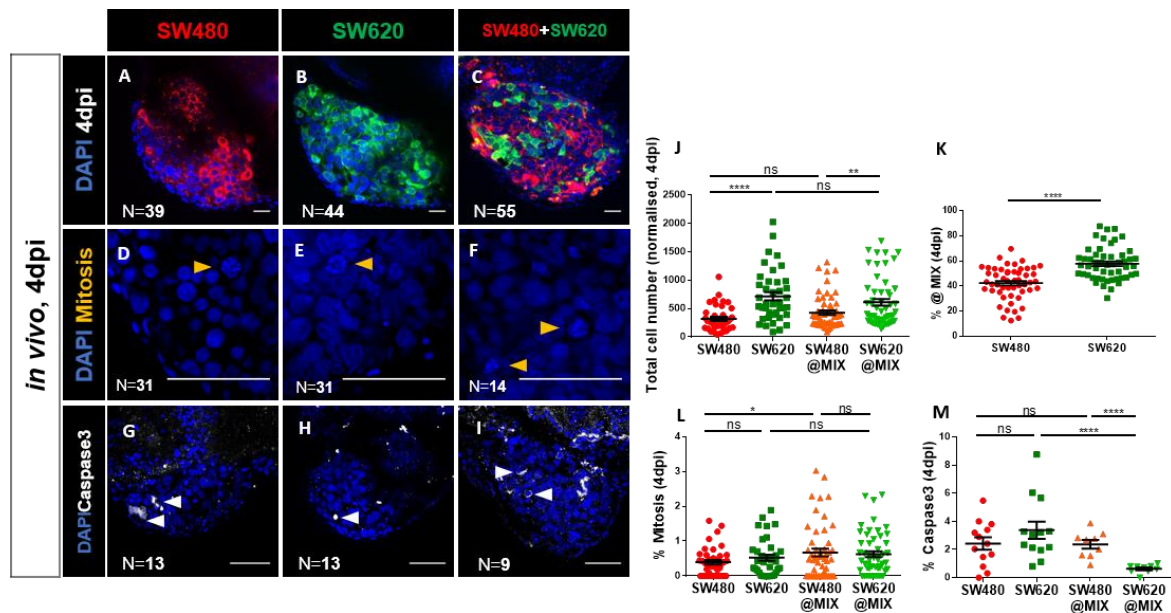 SW480 SW620 SW480+SW620
in vivo, 4dpi
DAPI 4dpi
A B C
N=39 N=44 N=55
DAPI Mitosis
D E F
N=31 N=31 N=14
DAPICaspase3
G H I
N=13 N=13 N=9
J
ns **
**** ns
Total cell number (normalised, 4dpi)
2500
2000
1500
1000
500
0
SW480 SW620 SW480 @MIX SW620 @MIX
K
****
% @ MIX (4dpi)
100
80
60
40
20
0
SW480 SW620
L
* ns
ns ns
% Mitosis (4dpi)
4
3
2
1
0
SW480 SW620 SW480 @MIX SW620 @MIX
M
ns ****
ns ****
% Caspase3 (4dpi)
10
8
6
4
2
0
SW480 SW620 SW480 @MIX SW620 @MIX